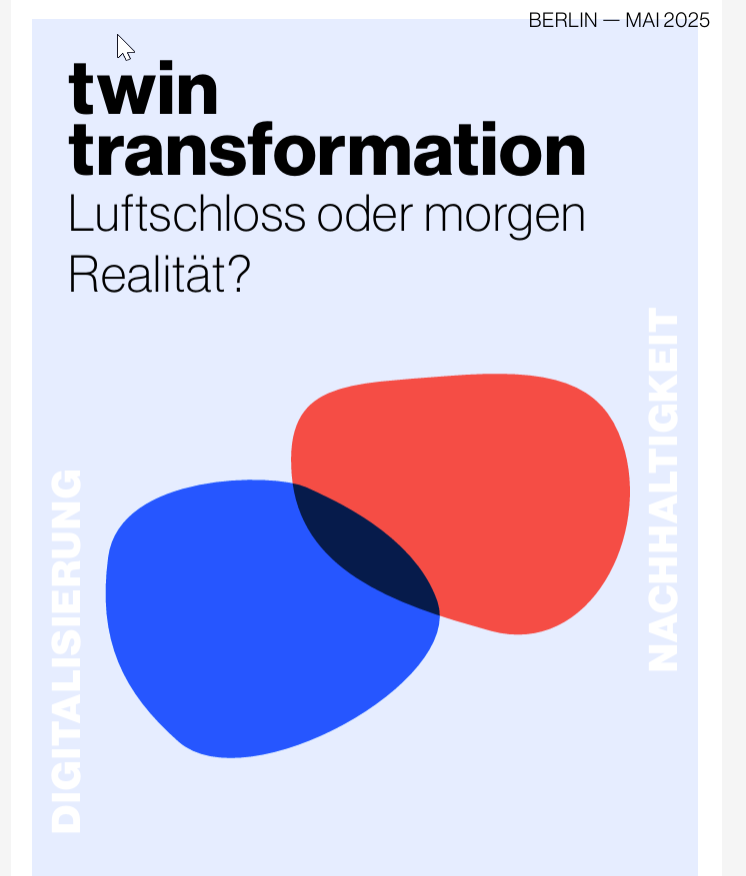 BERLIN — MAI 2025
twin
transformation
Luftschloss oder morgen
Realität?
NACHHALTIGKEIT
DIGITALISIERUNG